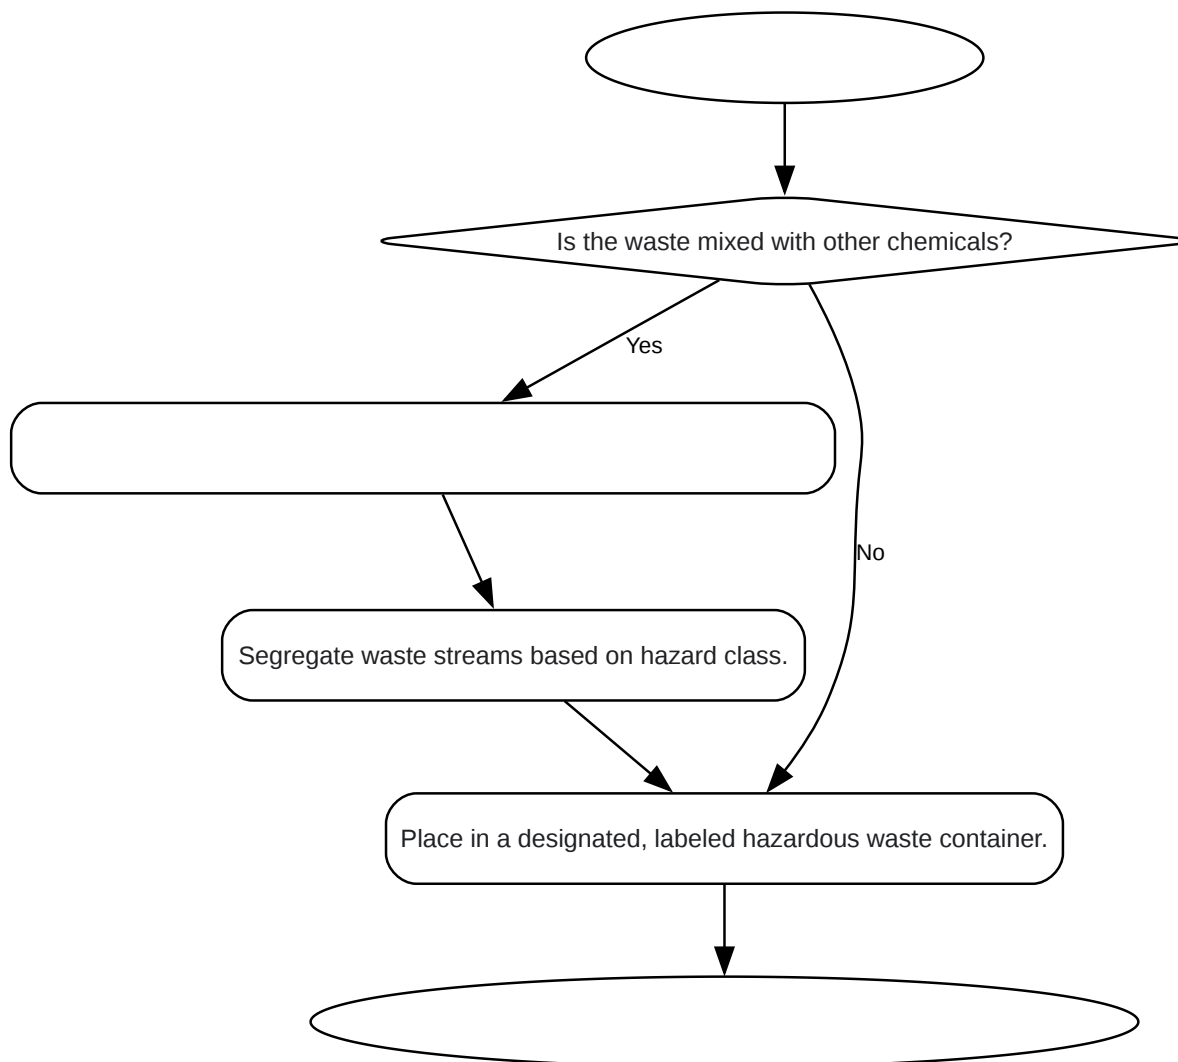 Is the waste mixed with other chemicals?
Yes
No
Segregate waste streams based on hazard class.
Place in a designated, labeled hazardous waste container.